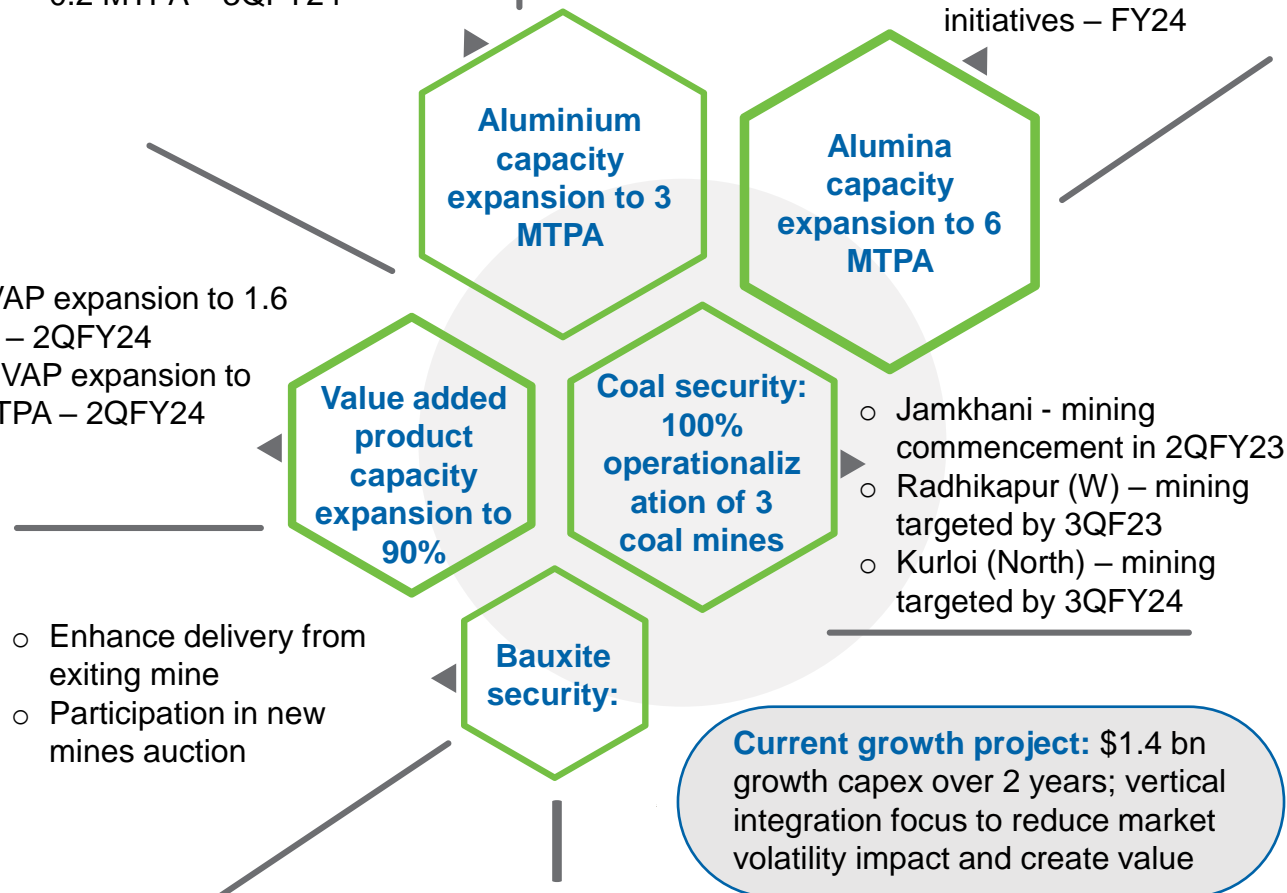 initiatives – FY24
Aluminium
capacity
expansion to 3
MTPA
Alumina
capacity
expansion to 6
MTPA
VAP expansion to 1.6
– 2QFY24
VAP expansion to
– 2QFY24
Value added
product
capacity
expansion to
90%
Coal security:
100%
operationaliz
ation of 3
coal mines
o Jamkhani - mining
commencement in 2QFY23
o Radhikapur (W) – mining
targeted by 3QF23
o Kurloi (North) – mining
targeted by 3QFY24
o Enhance delivery from
exiting mine
o Participation in new
mines auction
Bauxite
security:
Current growth project: $1.4 bn
growth capex over 2 years; vertical
integration focus to reduce market
volatility impact and create value